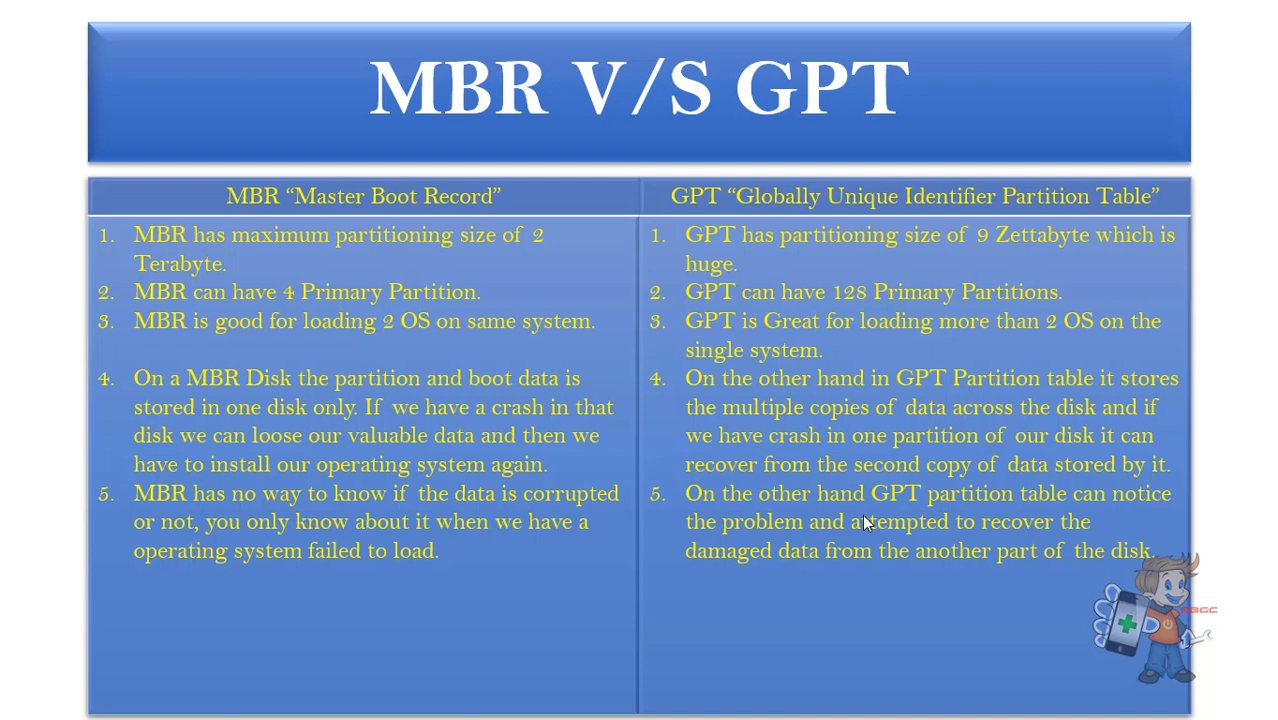 MBR V/S GPT
MBR “Master Boot Record”
1. MBR has maximum partitioning size of 2
Terabyte.
2. MBR can have 4 Primary Partition.
3. MBR is good for loading 2 OS on same system.
4. On a MBR Disk the partition and boot data is
stored in one disk only. If we have a crash in that
disk we can loose our valuable data and then we
have to install our operating system again.
5. MBR has no way to know if the data is corrupted
or not, you only know about it when we have a
operating system failed to load.
GPT “Globally Unique Identifier Partition Table”
1. GPT has partitioning size of 9 Zettabyte which is
huge.
2. GPT can have 128 Primary Partitions.
3. GPT is Great for loading more than 2 OS on the
single system.
4. On the other hand in GPT Partition table it stores
the multiple copies of data across the disk and if
we have crash in one partition of our disk it can
recover from the second copy of data stored by it.
5. On the other hand GPT partition table can notice
the problem and attempted to recover the
damaged data from the another part of the disk.